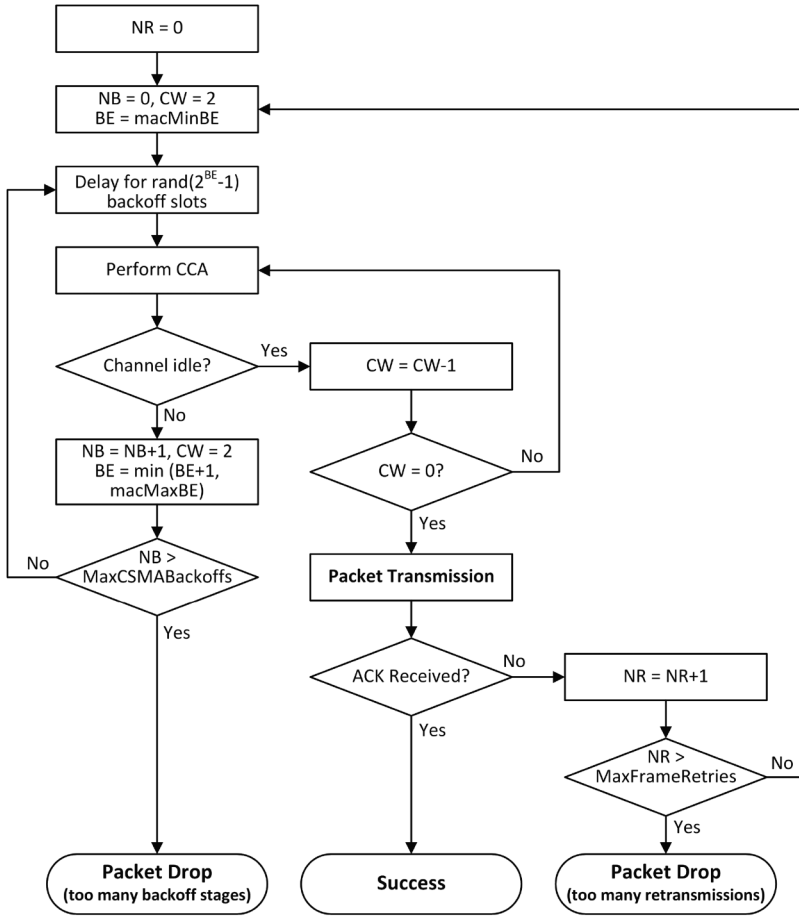 NR = 0
NB = 0, CW = 2
BE = macMinBE
Delay for rand(2^BE-1)
backoff slots
Perform CCA
Channel idle?
Yes
CW = CW-1
No
NB = NB+1, CW = 2
BE = min (BE+1,
macMaxBE)
CW = 0?
No
Yes
No
NB >
MaxCSMABackoffs
Yes
Packet Transmission
ACK Received?
No
NR = NR+1
Yes
NR >
MaxFrameRetries
No
Yes
Packet Drop
(too many backoff stages)
Success
Packet Drop
(too many retransmissions)